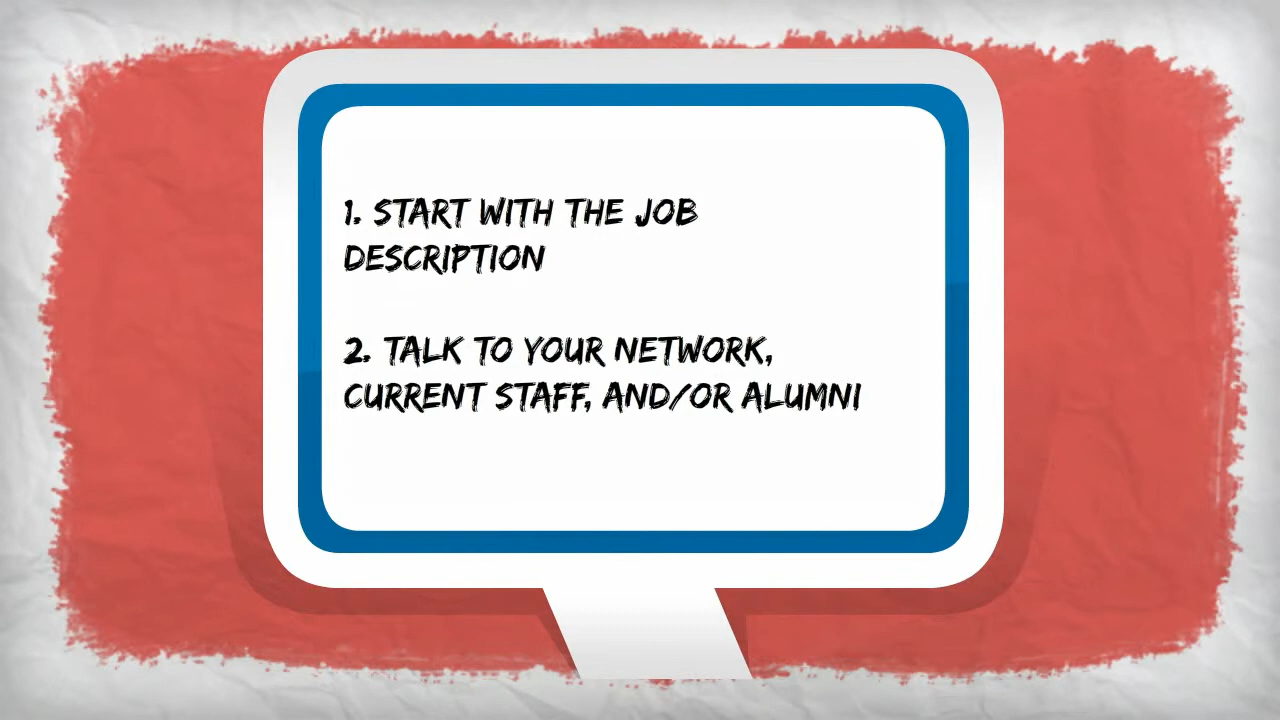 1. START WITH THE JOB
DESCRIPTION
2. TALK TO YOUR NETWORK,
CURRENT STAFF, AND/OR ALUMNI